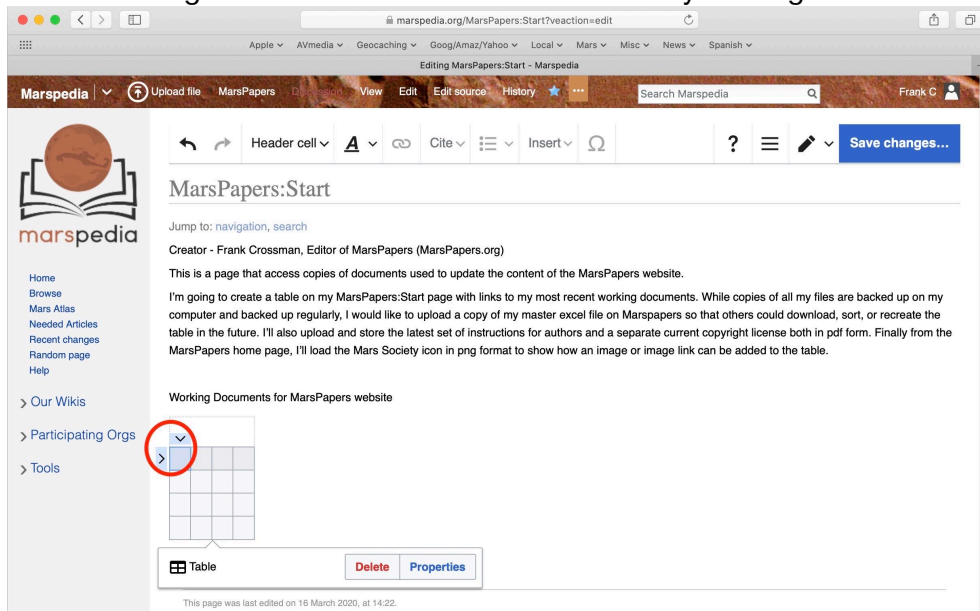 marspedia.org/MarsPapers:Start?veaction=edit
Apple AVmedia Geocaching Goog/Amaz/Yahoo Local Mars Misc News Spanish
Editing MarsPapers:Start - Marspedia
Marspedia Upload file MarsPapers Discussion View Edit Edit source History Search Marspedia Frank C
Header cell A Cite Insert Ω ? Save changes...
MarsPapers:Start
marspedia
Jump to: navigation, search
Creator - Frank Crossman, Editor of MarsPapers (MarsPapers.org)
This is a page that access copies of documents used to update the content of the MarsPapers website.
I'm going to create a table on my MarsPapers:Start page with links to my most recent working documents. While copies of all my files are backed up on my
computer and backed up regularly, I would like to upload a copy of my master excel file on Marspapers so that others could download, sort, or recreate the
table in the future. I'll also upload and store the latest set of instructions for authors and a separate current copyright license both in pdf form. Finally from the
MarsPapers home page, I'll load the Mars Society icon in png format to show how an image or image link can be added to the table.
Home
Browse
Mars Atlas
Needed Articles
Recent changes
Random page
Help
Our Wikis
Participating Orgs
Tools
Working Documents for MarsPapers website
Table Delete Properties
This page was last edited on 16 March 2020, at 14:22.